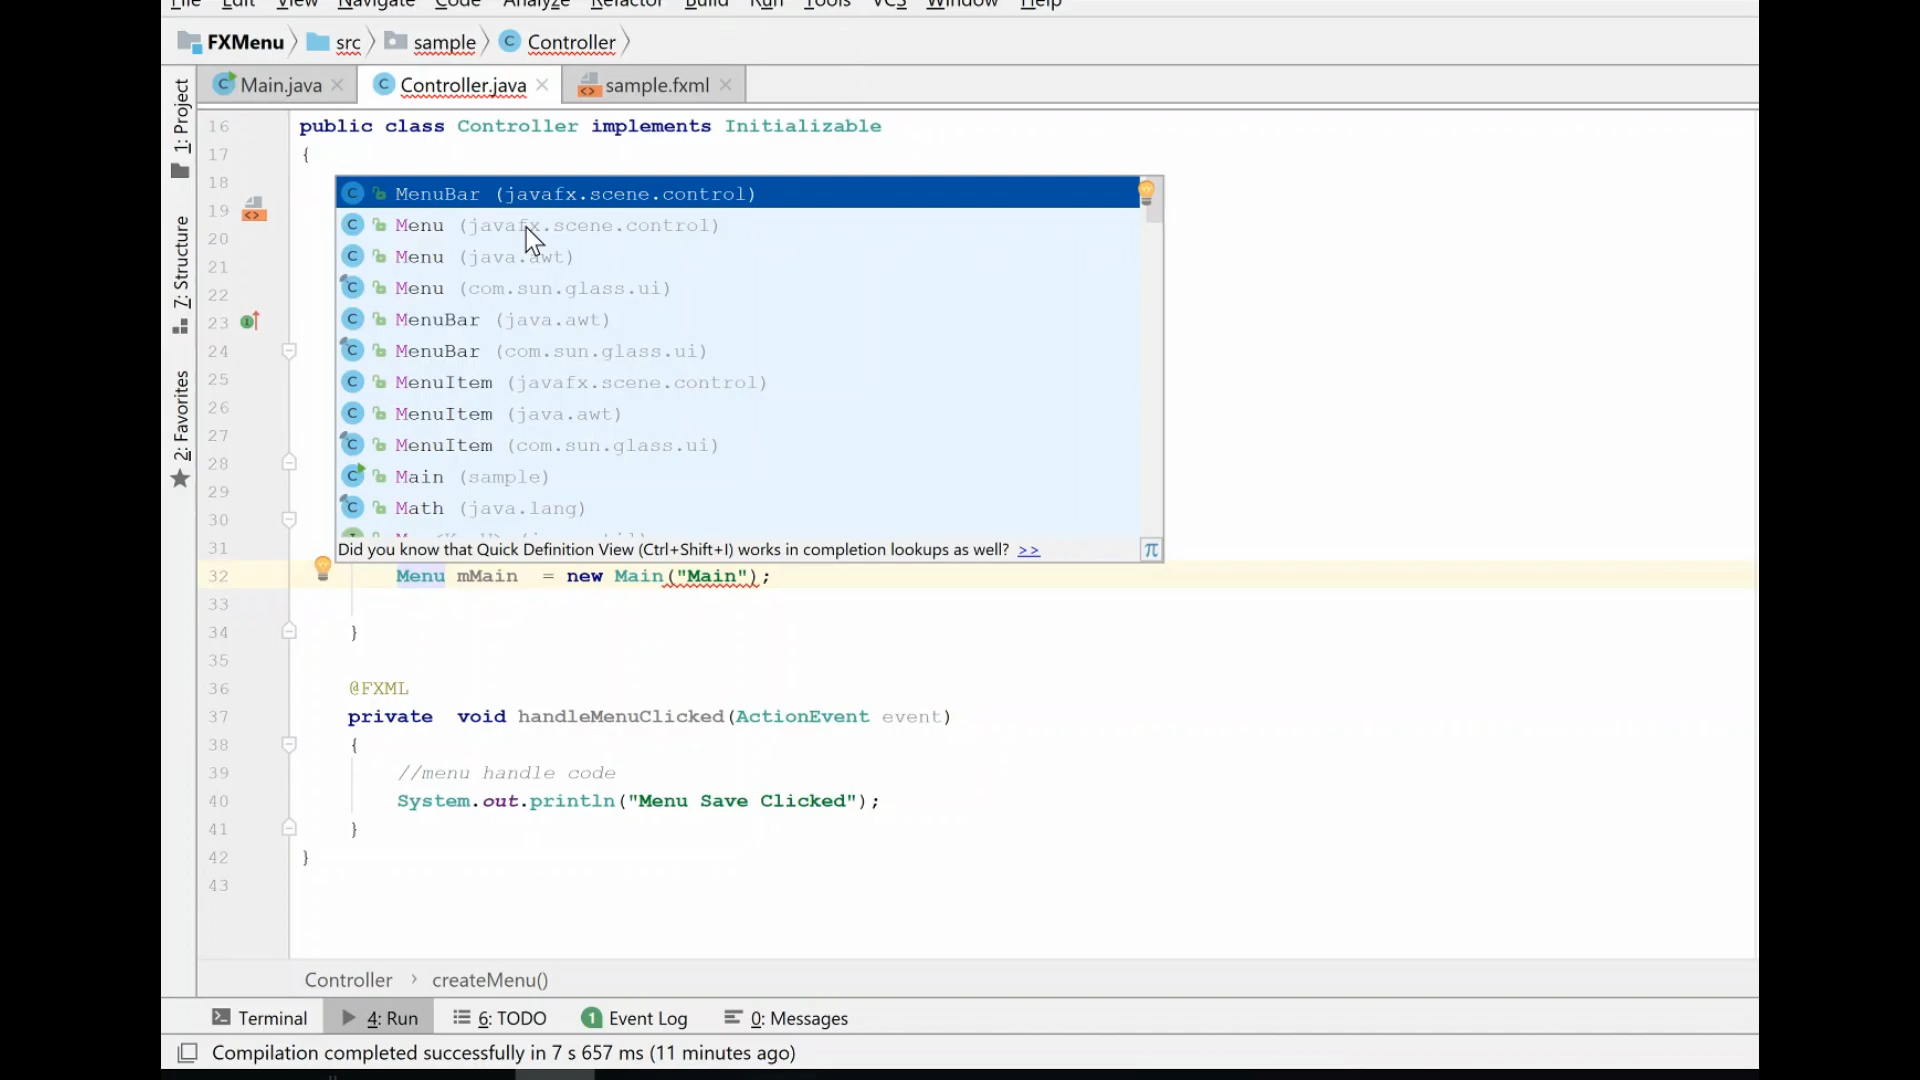 File Edit View Navigate Code Analyze Refactor Build Run Tools VCS Window Help
FXMenu src sample C Controller
C Main.java C Controller.java <> sample.fxml
1: Project
7: Structure
2: Favorites
16 public class Controller implements Initializable
17 {
18
19
20
21
22
23
24
25
26
27
28
29
30
31
C MenuBar (javafx.scene.control)
C Menu (javafx.scene.control)
C Menu (java.awt)
C Menu (com.sun.glass.ui)
C MenuBar (java.awt)
C MenuBar (com.sun.glass.ui)
C MenuItem (javafx.scene.control)
C MenuItem (java.awt)
C MenuItem (com.sun.glass.ui)
C Main (sample)
C Math (java.lang)
Did you know that Quick Definition View (Ctrl+Shift+I) works in completion lookups as well? >> π
32 Menu mMain = new Main("Main");
33
34 }
35
36 @FXML
37 private void handleMenuClicked(ActionEvent event)
38 {
39 //menu handle code
40 System.out.println("Menu Save Clicked");
41 }
42 }
43
Controller › createMenu()
Terminal 4: Run 6: TODO 1 Event Log 0: Messages
Compilation completed successfully in 7 s 657 ms (11 minutes ago)